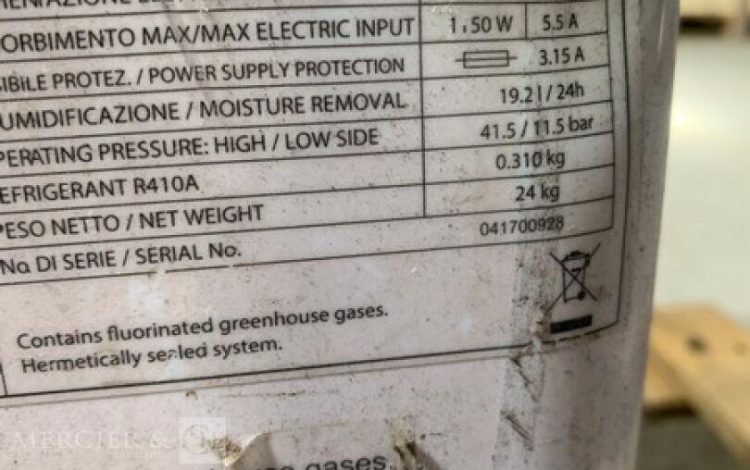 ORBIMENTO MAX/MAX ELECTRIC INPUT 50 W 5.5 A
IBILE PROTEZ. / POWER SUPPLY PROTECTION 3.15 A
UMIDIFICAZIONE / MOISTURE REMOVAL 19.2 l / 24h
PERATING PRESSURE: HIGH / LOW SIDE 41.5 / 11.5 bar
EFRIGERANT R410A 0.310 kg
PESO NETTO / NET WEIGHT 24 kg
No DI SERIE / SERIAL No. 041700928
Contains fluorinated greenhouse gases.
Hermetically sealed system.
MERCIER &
gases.